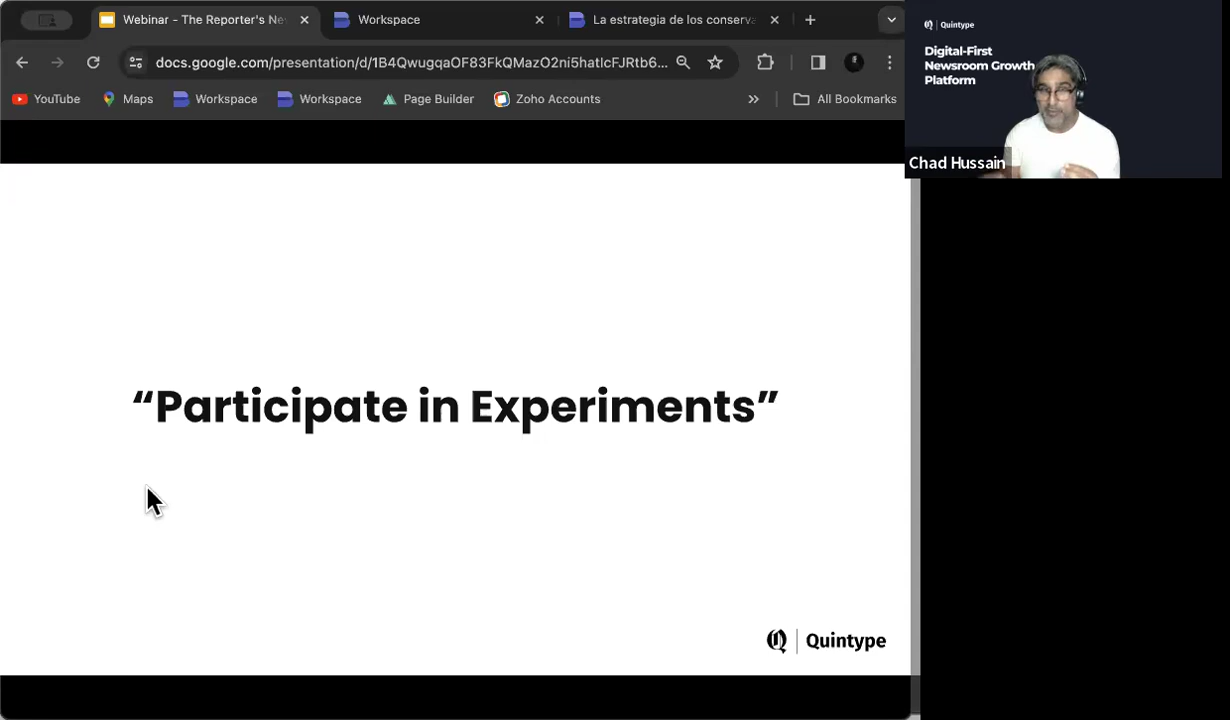 Webinar - The Reporter's Ne
Workspace
La estrategia de los conserva
docs.google.com/presentation/d/1B4QwugqaOF83FkQMazO2ni5hatIcFJRtb6...
YouTube
Maps
Workspace
Workspace
Page Builder
Zoho Accounts
All Bookmarks
Quintype
Digital-First
Newsroom Growth
Platform
Chad Hussain
“Participate in Experiments”
Quintype